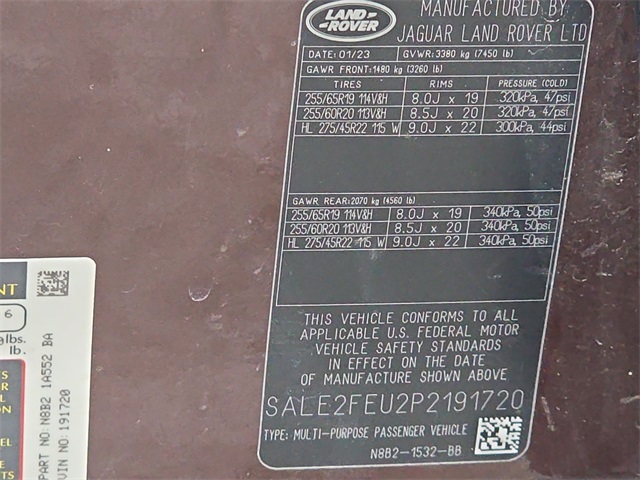 LAND ROVER
MANUFACTURED BY
JAGUAR LAND ROVER LTD
DATE: 01/23 GVWR: 3380 kg (7450 lb)
GAWR FRONT: 1480 kg (3260 lb)
TIRES RIMS PRESSURE (COLD)
255/65R19 114V&H 8.0J x 19 320kPa, 47psi
255/60R20 113V&H 8.5J x 20 320kPa, 47psi
HL 275/45R22 115 W 9.0J x 22 300kPa, 44psi
GAWR REAR: 2070 kg (4560 lb)
255/65R19 114V&H 8.0J x 19 340kPa, 50psi
255/60R20 113V&H 8.5J x 20 340kPa, 50psi
HL 275/45R22 115 W 9.0J x 22 340kPa, 50psi
THIS VEHICLE CONFORMS TO ALL
APPLICABLE U.S. FEDERAL MOTOR
VEHICLE SAFETY STANDARDS
IN EFFECT ON THE DATE
OF MANUFACTURE SHOWN ABOVE
SALE2FEU2P2191720
TYPE: MULTI-PURPOSE PASSENGER VEHICLE
N8B2-1532-BB
6
lbs.
lb.
PART NO: N8B2 1A552 BA
VIN NO: 191720